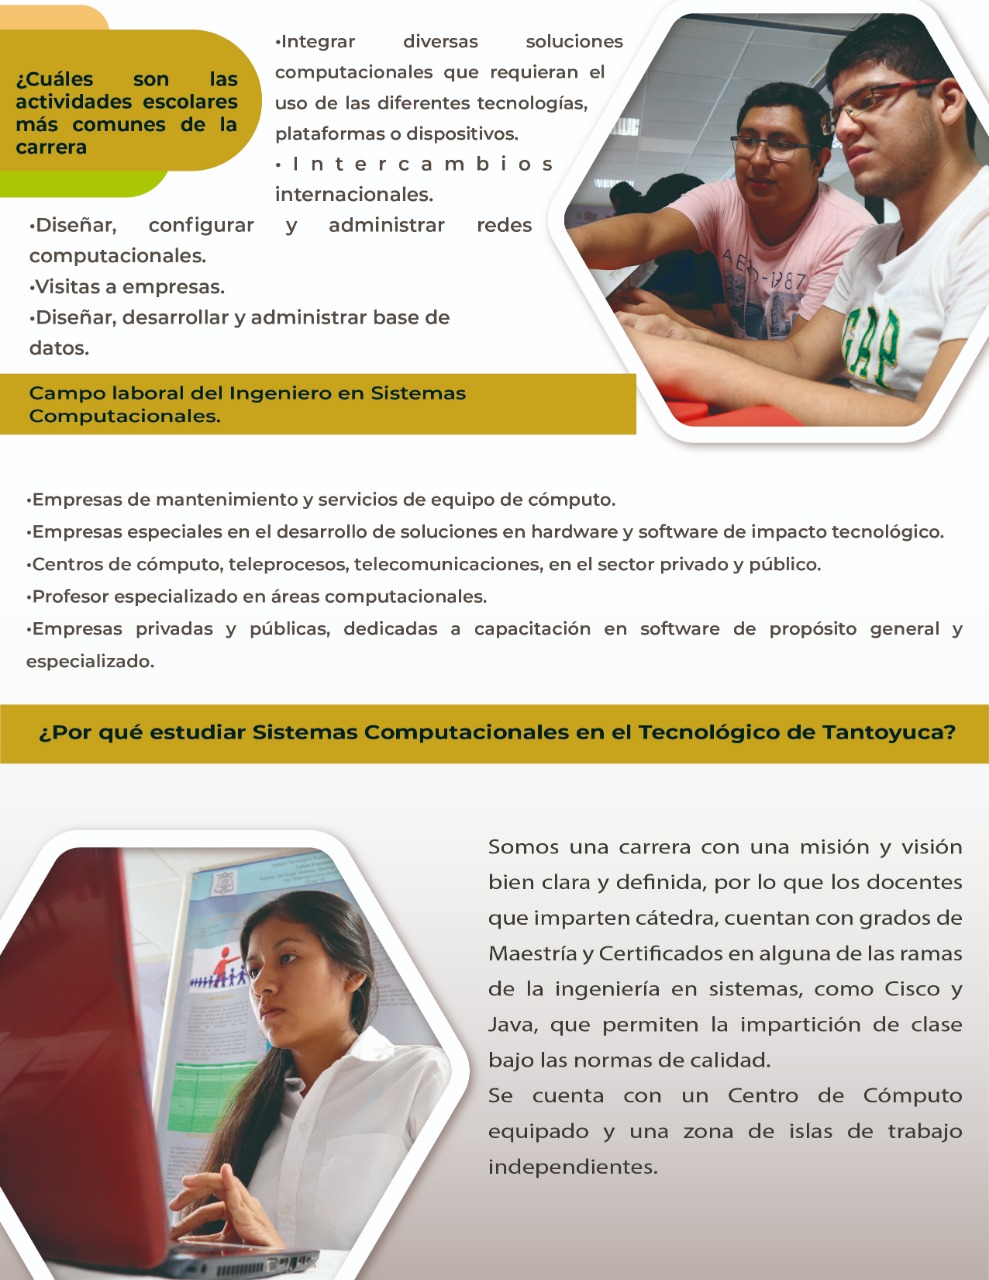 ¿Cuáles son las
actividades escolares
más comunes de la
carrera
•Integrar diversas soluciones
computacionales que requieran el
uso de las diferentes tecnologías,
plataformas o dispositivos.
• Intercambios
internacionales.
•Diseñar, configurar y administrar redes
computacionales.
•Visitas a empresas.
•Diseñar, desarrollar y administrar base de
datos.
AERO-1987
GAP
Campo laboral del Ingeniero en Sistemas
Computacionales.
•Empresas de mantenimiento y servicios de equipo de cómputo.
•Empresas especiales en el desarrollo de soluciones en hardware y software de impacto tecnológico.
•Centros de cómputo, teleprocesos, telecomunicaciones, en el sector privado y público.
•Profesor especializado en áreas computacionales.
•Empresas privadas y públicas, dedicadas a capacitación en software de propósito general y
especializado.
¿Por qué estudiar Sistemas Computacionales en el Tecnológico de Tantoyuca?
Somos una carrera con una misión y visión
bien clara y definida, por lo que los docentes
que imparten cátedra, cuentan con grados de
Maestría y Certificados en alguna de las ramas
de la ingeniería en sistemas, como Cisco y
Java, que permiten la impartición de clase
bajo las normas de calidad.
Se cuenta con un Centro de Cómputo
equipado y una zona de islas de trabajo
independientes.